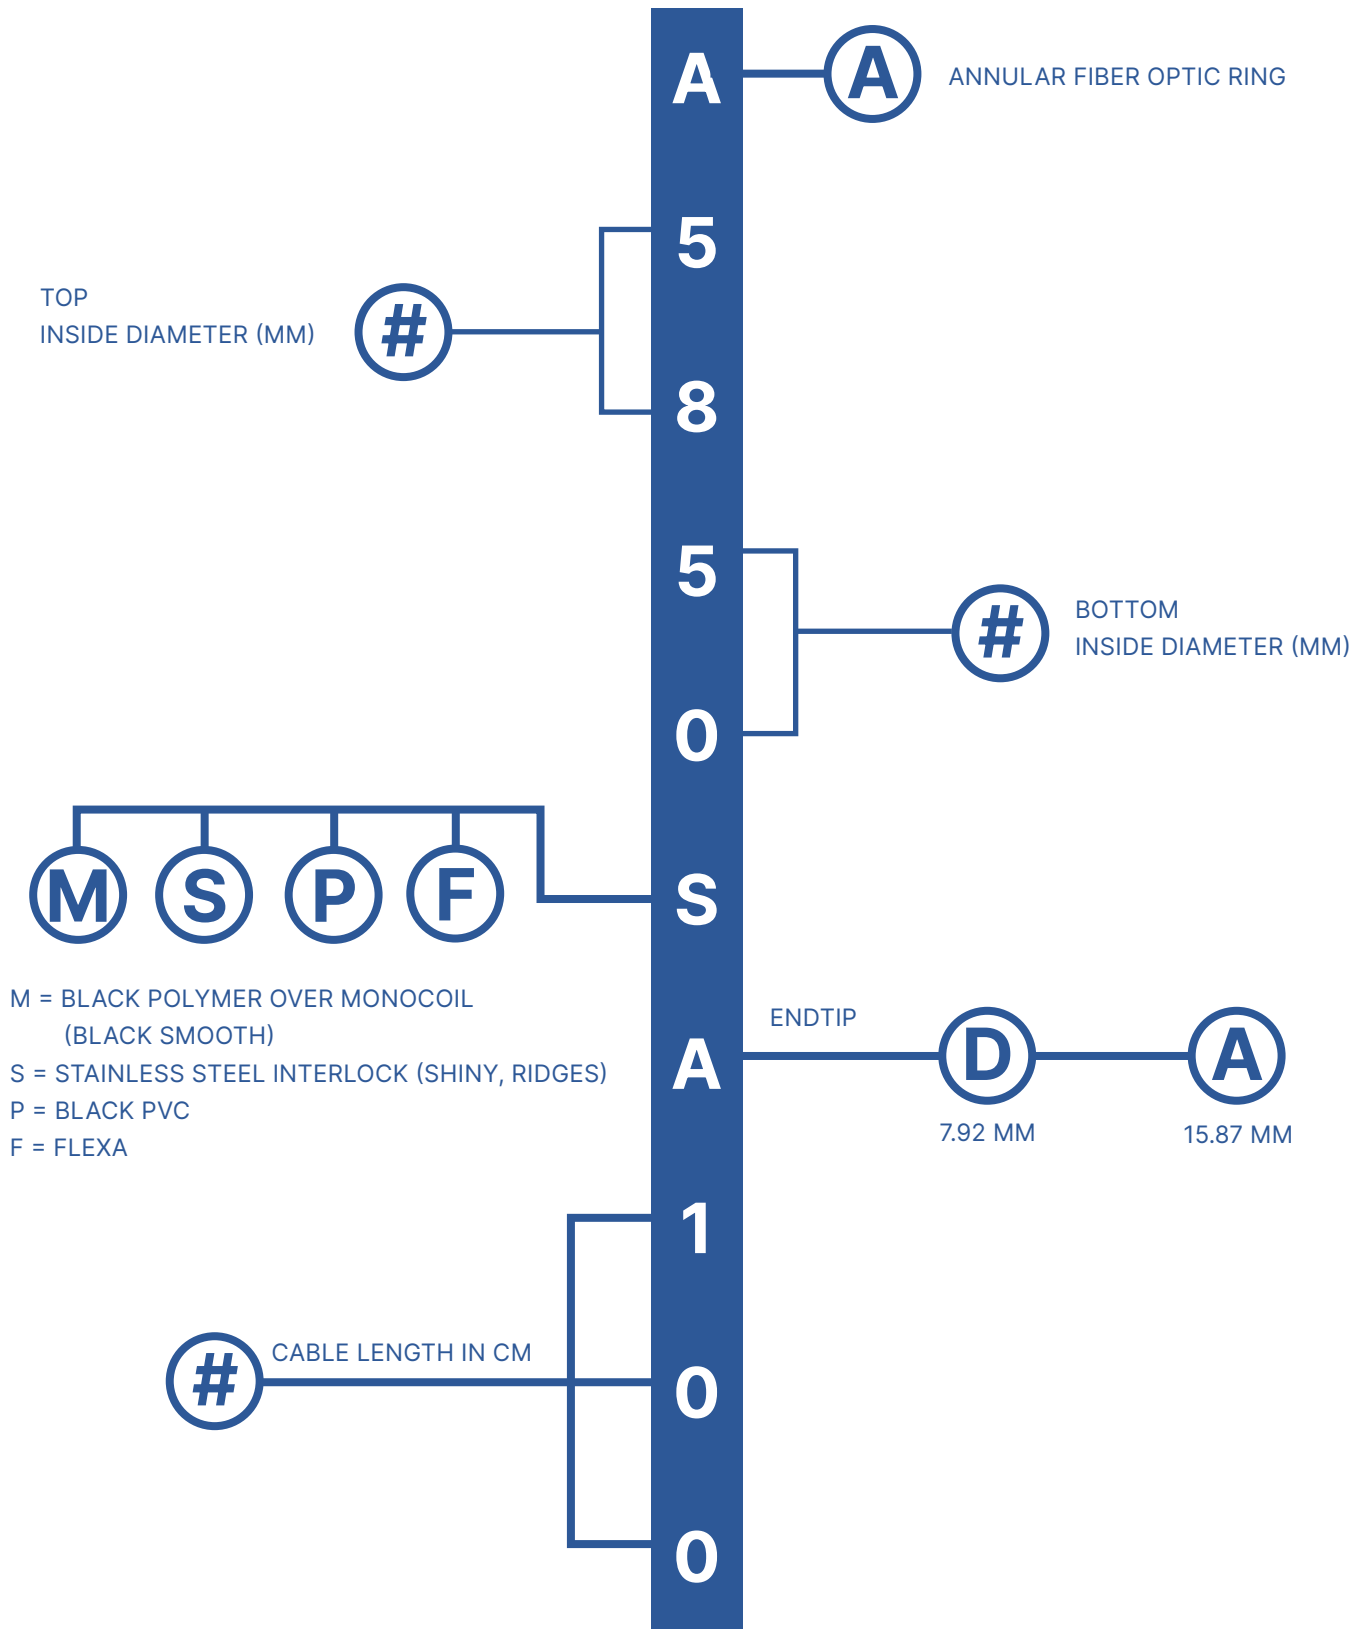 A
A
ANNULAR FIBER OPTIC RING
5
TOP
INSIDE DIAMETER (MM)
#
8
5
#
BOTTOM
INSIDE DIAMETER (MM)
0
M S P F
S
M = BLACK POLYMER OVER MONOCOIL
(BLACK SMOOTH)
S = STAINLESS STEEL INTERLOCK (SHINY, RIDGES)
P = BLACK PVC
F = FLEXA
A
ENDTIP
D
A
7.92 MM
15.87 MM
1
#
CABLE LENGTH IN CM
0
0